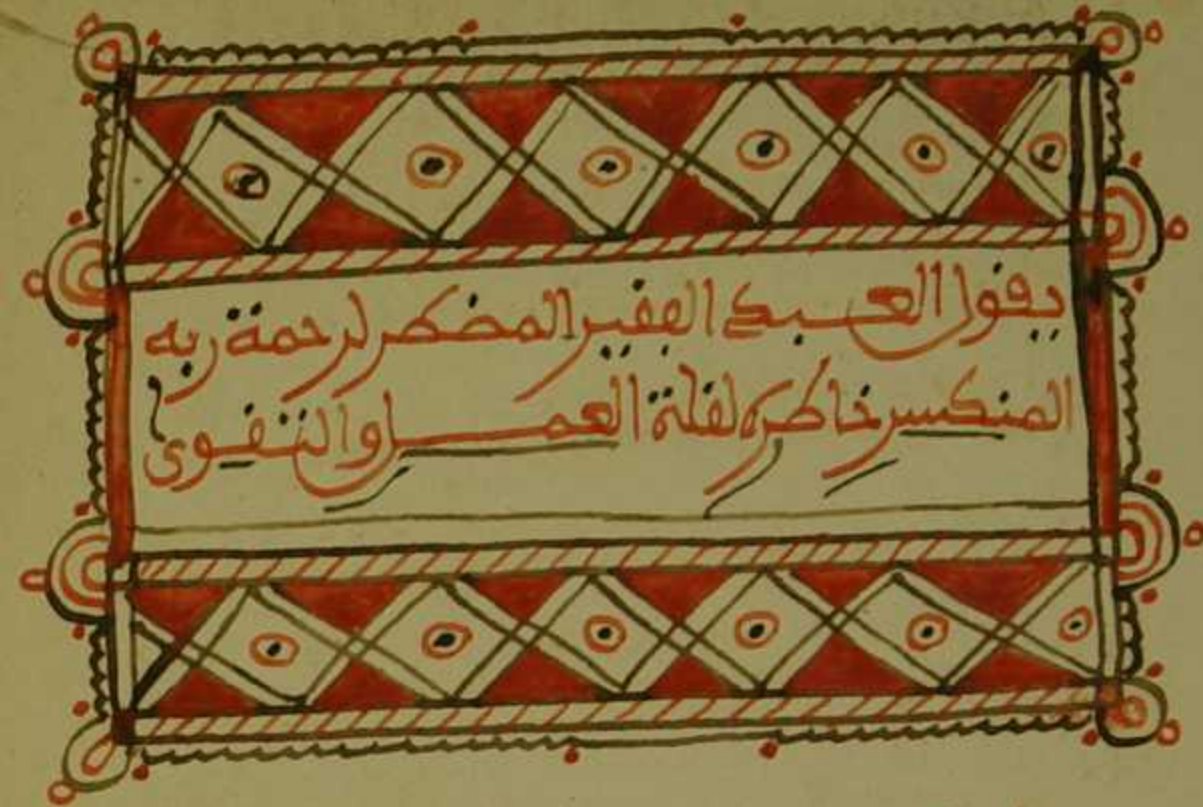 يقول العبد الفقير المضطر لرحمة ربه
المنكسر خاطره لقلة العمل والتقوى